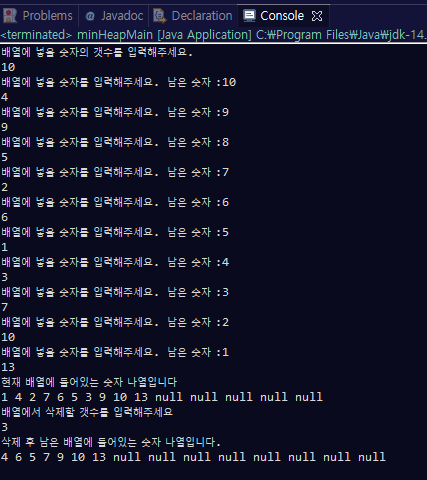 Problems @ Javadoc Declaration Console
<terminated> minHeapMain [Java Application] C:￦Program Files￦Java￦jdk-14.
배열에 넣을 숫자의 갯수를 입력해주세요.
10
배열에 넣을 숫자를 입력해주세요. 남은 숫자 :10
4
배열에 넣을 숫자를 입력해주세요. 남은 숫자 :9
9
배열에 넣을 숫자를 입력해주세요. 남은 숫자 :8
5
배열에 넣을 숫자를 입력해주세요. 남은 숫자 :7
2
배열에 넣을 숫자를 입력해주세요. 남은 숫자 :6
6
배열에 넣을 숫자를 입력해주세요. 남은 숫자 :5
1
배열에 넣을 숫자를 입력해주세요. 남은 숫자 :4
3
배열에 넣을 숫자를 입력해주세요. 남은 숫자 :3
7
배열에 넣을 숫자를 입력해주세요. 남은 숫자 :2
10
배열에 넣을 숫자를 입력해주세요. 남은 숫자 :1
13
현재 배열에 들어있는 숫자 나열입니다
1 4 2 7 6 5 3 9 10 13 null null null null null
배열에서 삭제할 갯수를 입력해주세요
3
삭제 후 남은 배열에 들어있는 숫자 나열입니다.
4 6 5 7 9 10 13 null null null null null null null null